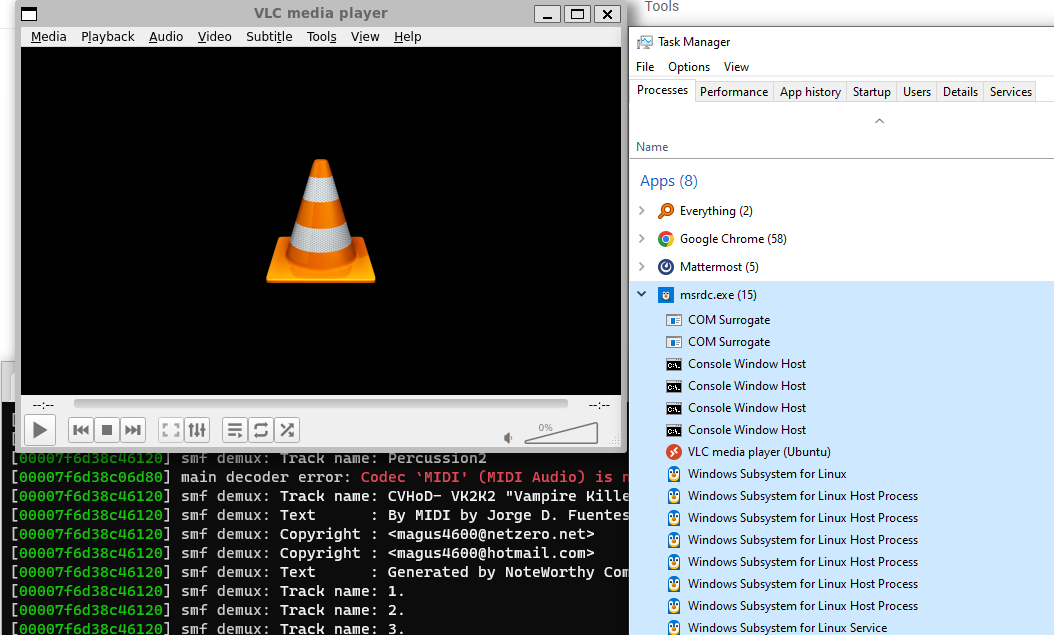 VLC media player
Media Playback Audio Video Subtitle Tools View Help
--:-- --:--
0%
[00007f6d38c46120] smf demux: Track name: Percussion2
[00007f6d38c06d80] main decoder error: Codec `MIDI' (MIDI Audio) is n
[00007f6d38c46120] smf demux: Track name: CVHoD- VK2K2 "Vampire Kille
[00007f6d38c46120] smf demux: Text : By MIDI by Jorge D. Fuentes
[00007f6d38c46120] smf demux: Copyright : <magus4600@netzero.net>
[00007f6d38c46120] smf demux: Copyright : <magus4600@hotmail.com>
[00007f6d38c46120] smf demux: Text : Generated by NoteWorthy Com
[00007f6d38c46120] smf demux: Track name: 1.
[00007f6d38c46120] smf demux: Track name: 2.
[00007f6d38c46120] smf demux: Track name: 3.
Tools
Task Manager
File Options View
Processes Performance App history Startup Users Details Services
Name
Apps (8)
Everything (2)
Google Chrome (58)
Mattermost (5)
msrdc.exe (15)
COM Surrogate
COM Surrogate
Console Window Host
Console Window Host
Console Window Host
Console Window Host
VLC media player (Ubuntu)
Windows Subsystem for Linux
Windows Subsystem for Linux Host Process
Windows Subsystem for Linux Host Process
Windows Subsystem for Linux Host Process
Windows Subsystem for Linux Host Process
Windows Subsystem for Linux Host Process
Windows Subsystem for Linux Host Process
Windows Subsystem for Linux Service